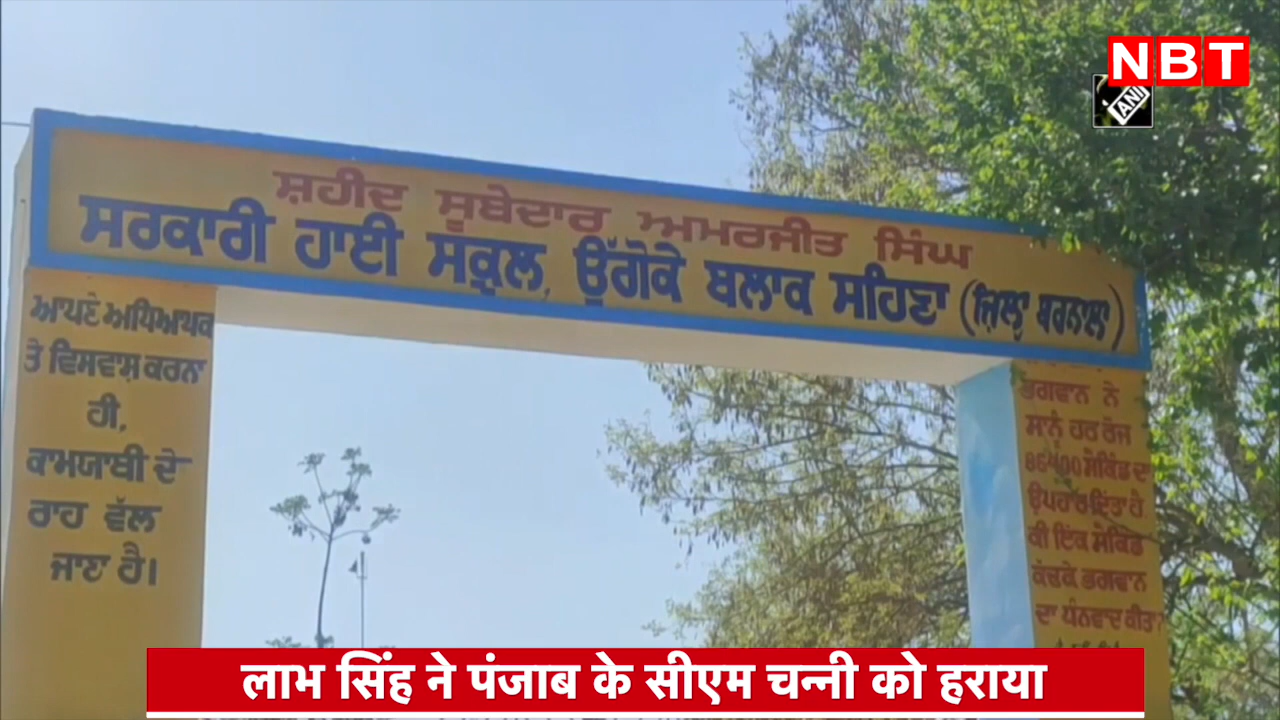 NBT
ANI
ਸ਼ਹੀਦ ਸੂਬੇਦਾਰ ਅਮਰਜੀਤ ਸਿੰਘ
ਸਰਕਾਰੀ ਹਾਈ ਸਕੂਲ, ਉੱਗੋਕੇ ਬਲਾਕ ਸਹਿਣਾ (ਜ਼ਿਲ੍ਹਾ ਬਰਨਾਲਾ)
ਆਪਣੇ ਅਧਿਆਪਕ
ਤੇ ਵਿਸਵਾਸ਼ ਕਰਨਾ
ਹੀ,
ਕਾਮਯਾਬੀ ਦੇ
ਰਾਹ ਵੱਲ
ਜਾਣਾ ਹੈ।
ਭਗਵਾਨ ਨੇ
ਸਾਨੂੰ ਹਰ ਰੋਜ
86400 ਸੈਕਿੰਡ ਦਾ
ਉਪਹਾਰ ਦਿੱਤਾ ਹੈ
ਕੀ ਇੱਕ ਸੈਕਿੰਡ
ਕੱਢਕੇ ਭਗਵਾਨ
ਦਾ ਧੰਨਵਾਦ ਕੀਤਾ
लाभ सिंह ने पंजाब के सीएम चन्नी को हराया